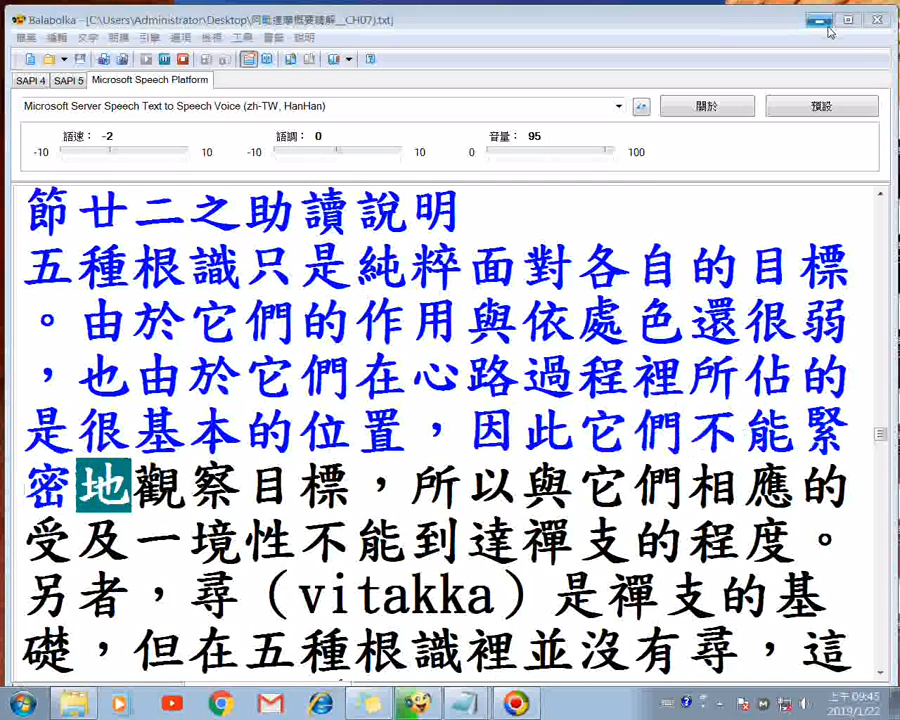 Balabolka - [C:\Users\Administrator\Desktop\阿毗達摩概要精解__CH07).txt]
檔案 編輯 文字 朗讀 引擎 選項 檢視 工具 書籤 說明
SAPI 4 SAPI 5 Microsoft Speech Platform
Microsoft Server Speech Text to Speech Voice (zh-TW, HanHan) 關於 預設
語速： -2 語調： 0 音量： 95
-10 10 -10 10 0 100
節廿二之助讀說明
五種根識只是純粹面對各自的目標
。由於它們的作用與依處色還很弱
，也由於它們在心路過程裡所佔的
是很基本的位置，因此它們不能緊
密地觀察目標，所以與它們相應的
受及一境性不能到達禪支的程度。
另者，尋（vitakka）是禪支的基
礎，但在五種根識裡並沒有尋，這
上午 09:45
2019/1/22